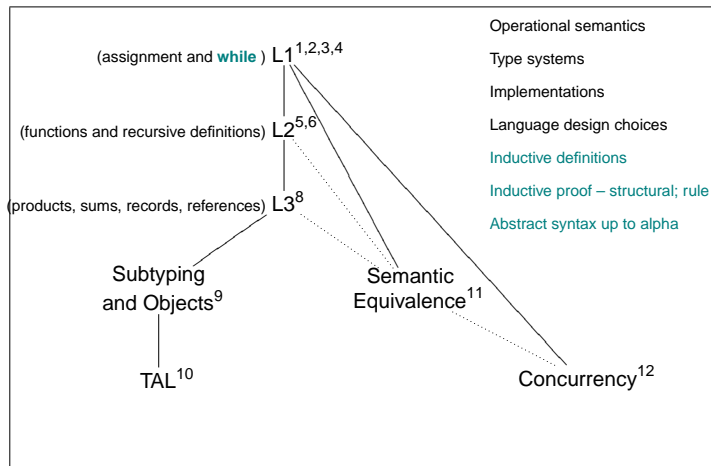 (assignment and while ) L1 1,2,3,4
(functions and recursive definitions) L2 5,6
(products, sums, records, references) L3 8
Subtyping
and Objects 9
Semantic
Equivalence 11
TAL 10
Concurrency 12
Operational semantics
Type systems
Implementations
Language design choices
Inductive definitions
Inductive proof – structural; rule
Abstract syntax up to alpha